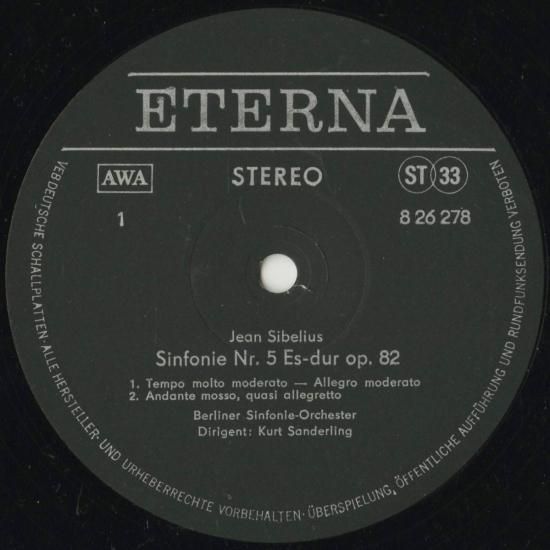 ETERNA
AWA
STEREO
ST 33
1
8 26 278
Jean Sibelius
Sinfonie Nr. 5 Es-dur op. 82
1. Tempo molto moderato — Allegro moderato
2. Andante mosso, quasi allegretto
Berliner Sinfonie-Orchester
Dirigent: Kurt Sanderling
VEB DEUTSCHE SCHALLPLATTEN · ALLE HERSTELLER- UND URHEBERRECHTE VORBEHALTEN · ÜBERSPIELUNG, ÖFFENTLICHE AUFFÜHRUNG UND RUNDFUNKSENDUNG VERBOTEN